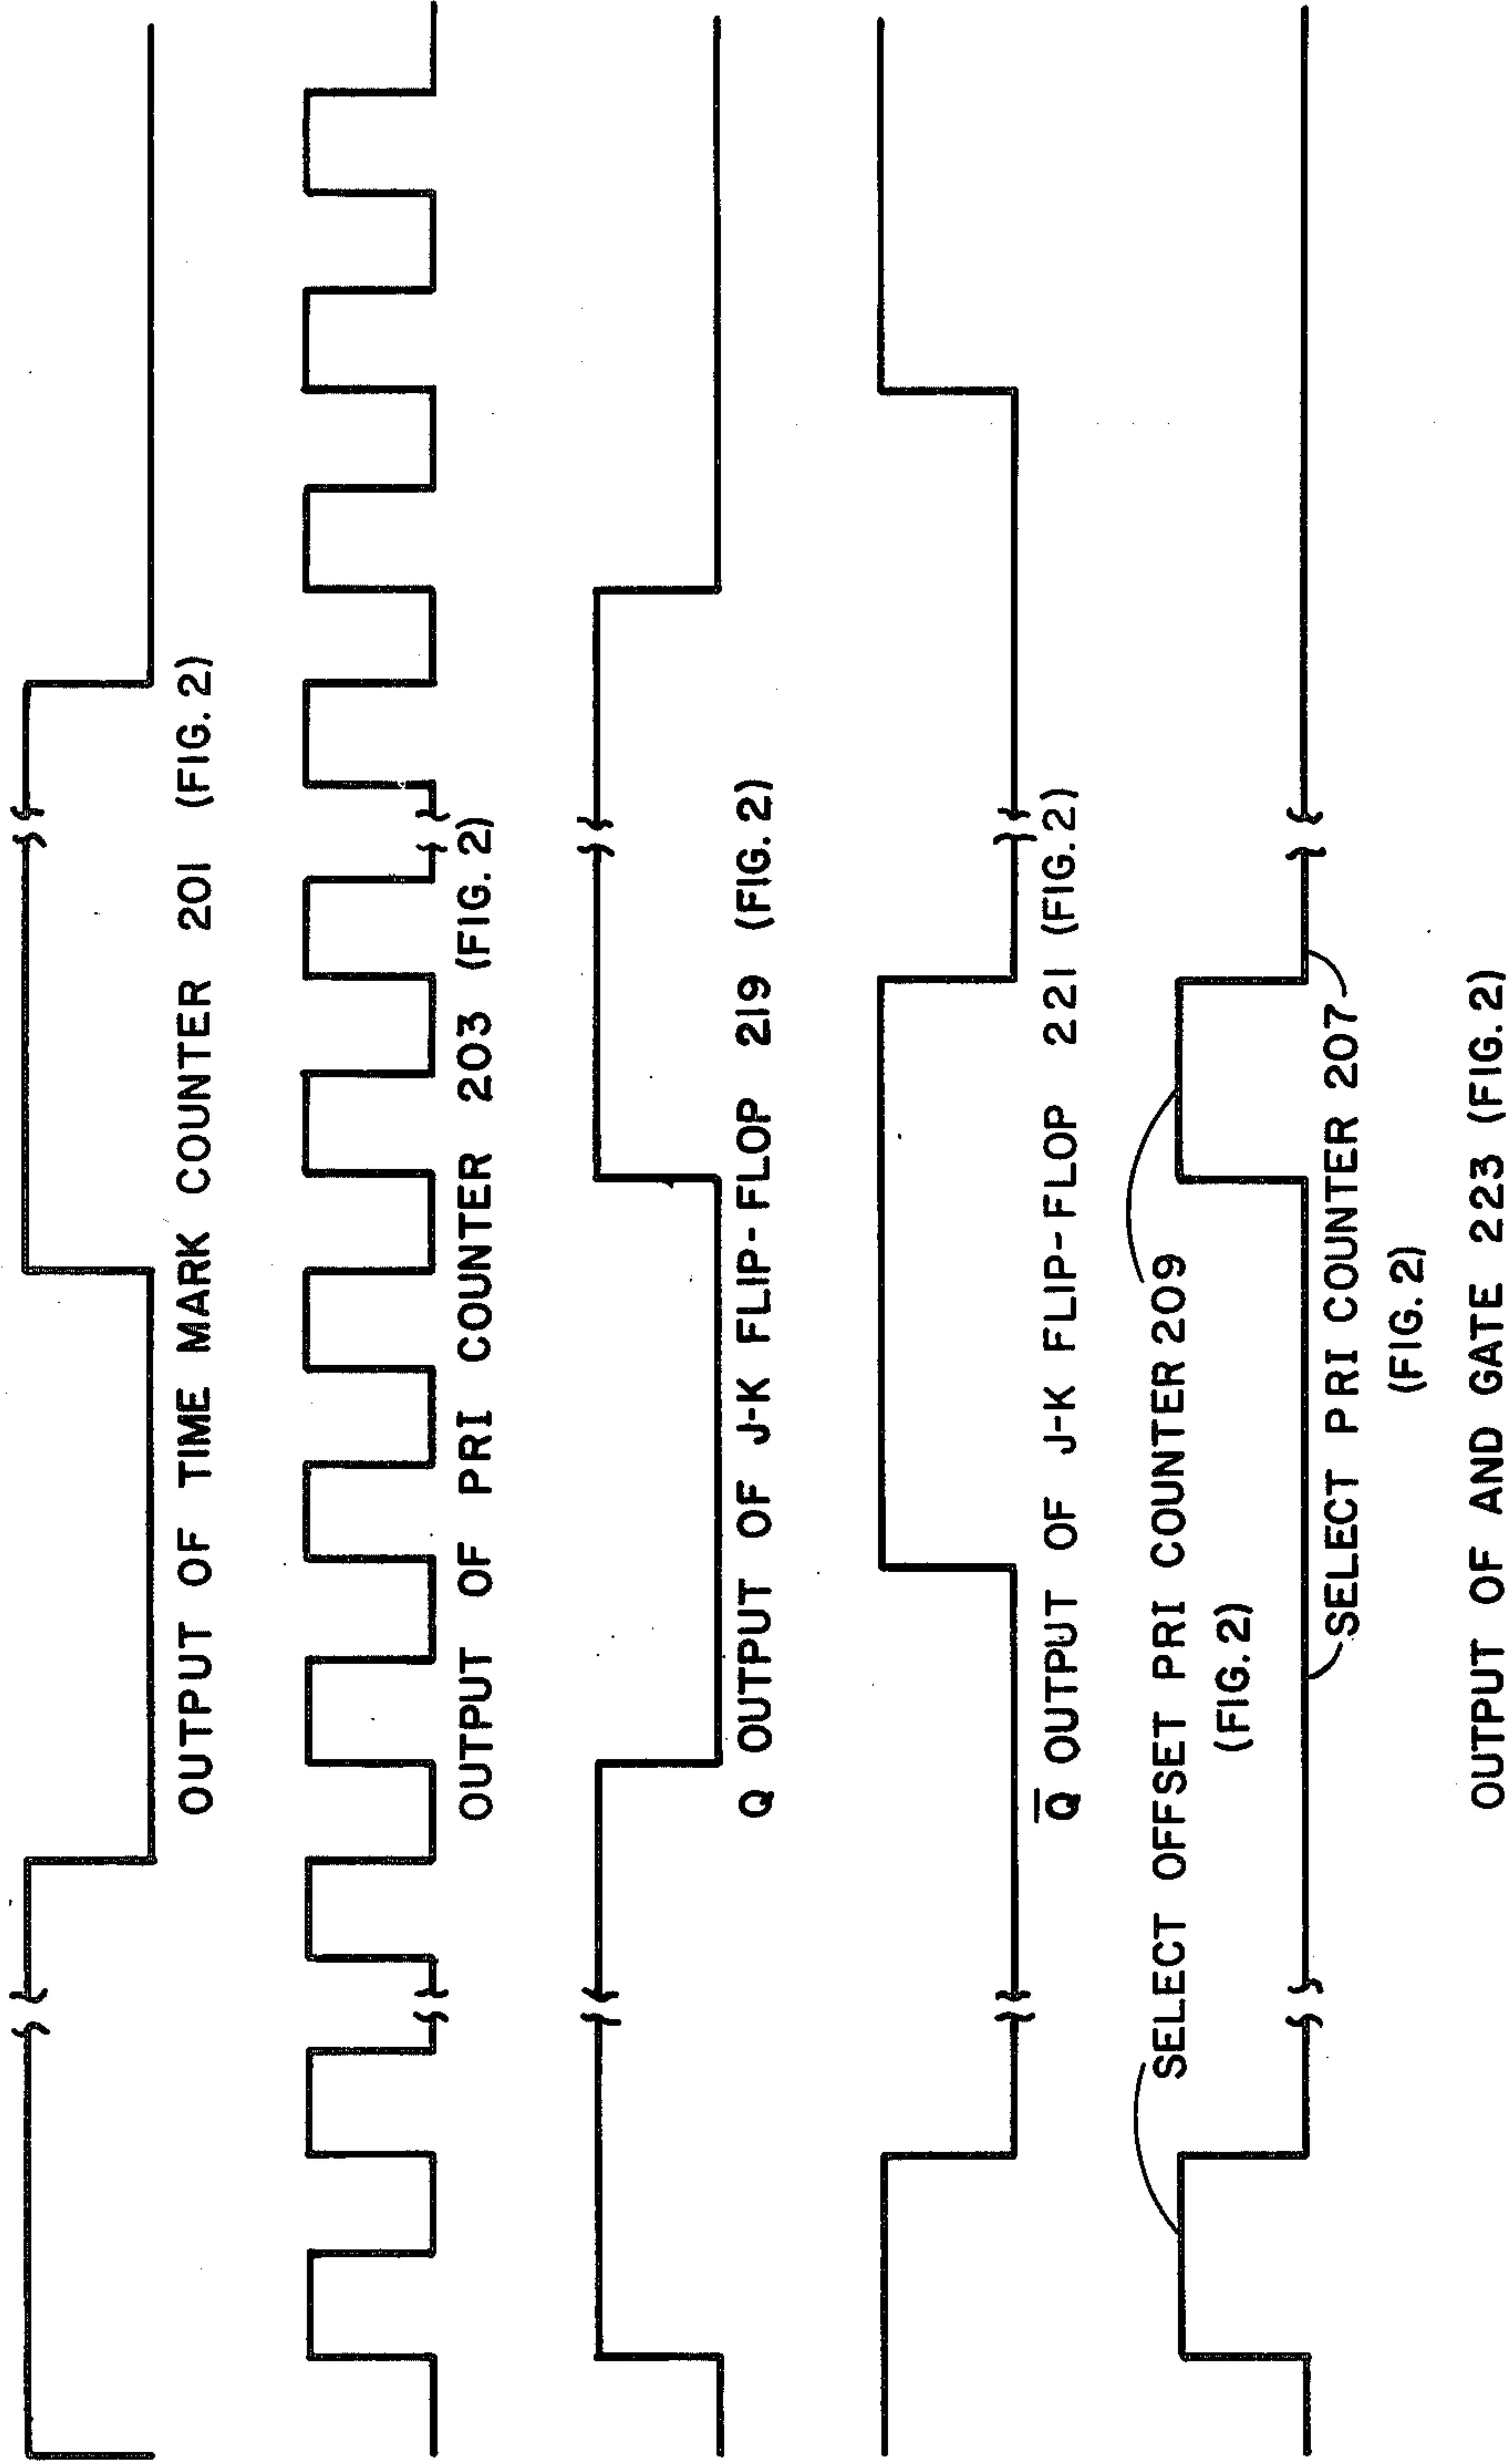 OUTPUT OF TIME MARK COUNTER 201 (FIG. 2)
OUTPUT OF PRI COUNTER 203 (FIG. 2)
Q OUTPUT OF J-K FLIP-FLOP 219 (FIG. 2)
Q̅ OUTPUT OF J-K FLIP-FLOP 221 (FIG. 2)
SELECT OFFSET PRI COUNTER 209
(FIG. 2)
SELECT PRI COUNTER 207
(FIG. 2)
OUTPUT OF AND GATE 223 (FIG. 2)